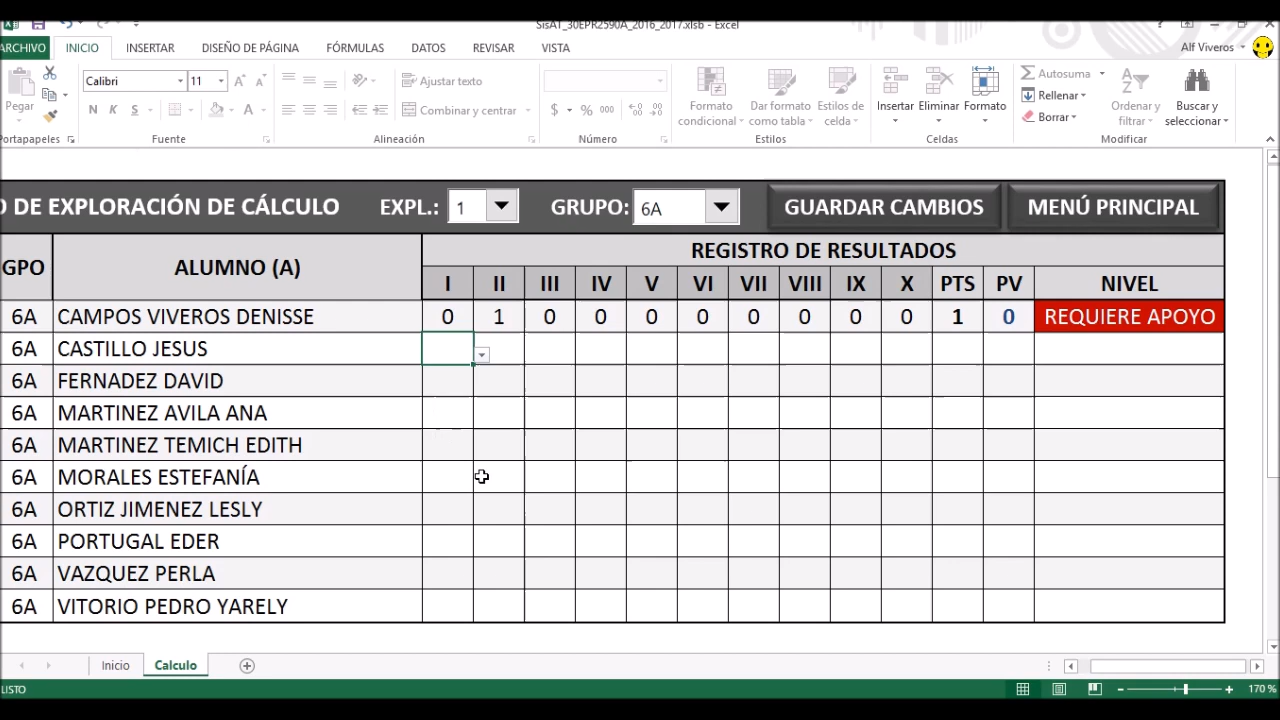 SisAT_30EPR2590A_2016_2017.xlsb - Excel
ARCHIVO INICIO INSERTAR DISEÑO DE PÁGINA FÓRMULAS DATOS REVISAR VISTA Alf Viveros
Pegar
Calibri 11
N K S
A A
Ajustar texto
Combinar y centrar
$ % 000
Formato condicional
Dar formato como tabla
Estilos de celda
Insertar
Eliminar
Formato
Autosuma
Rellenar
Borrar
Ordenar y filtrar
Buscar y seleccionar
Portapapeles Fuente Alineación Número Estilos Celdas Modificar
O DE EXPLORACIÓN DE CÁLCULO EXPL.: 1 GRUPO: 6A GUARDAR CAMBIOS MENÚ PRINCIPAL
GPO ALUMNO (A) REGISTRO DE RESULTADOS
I II III IV V VI VII VIII IX X PTS PV NIVEL
6A CAMPOS VIVEROS DENISSE 0 1 0 0 0 0 0 0 0 0 1 0 REQUIERE APOYO
6A CASTILLO JESUS
6A FERNADEZ DAVID
6A MARTINEZ AVILA ANA
6A MARTINEZ TEMICH EDITH
6A MORALES ESTEFANÍA
6A ORTIZ JIMENEZ LESLY
6A PORTUGAL EDER
6A VAZQUEZ PERLA
6A VITORIO PEDRO YARELY
Inicio Calculo
LISTO 170 %